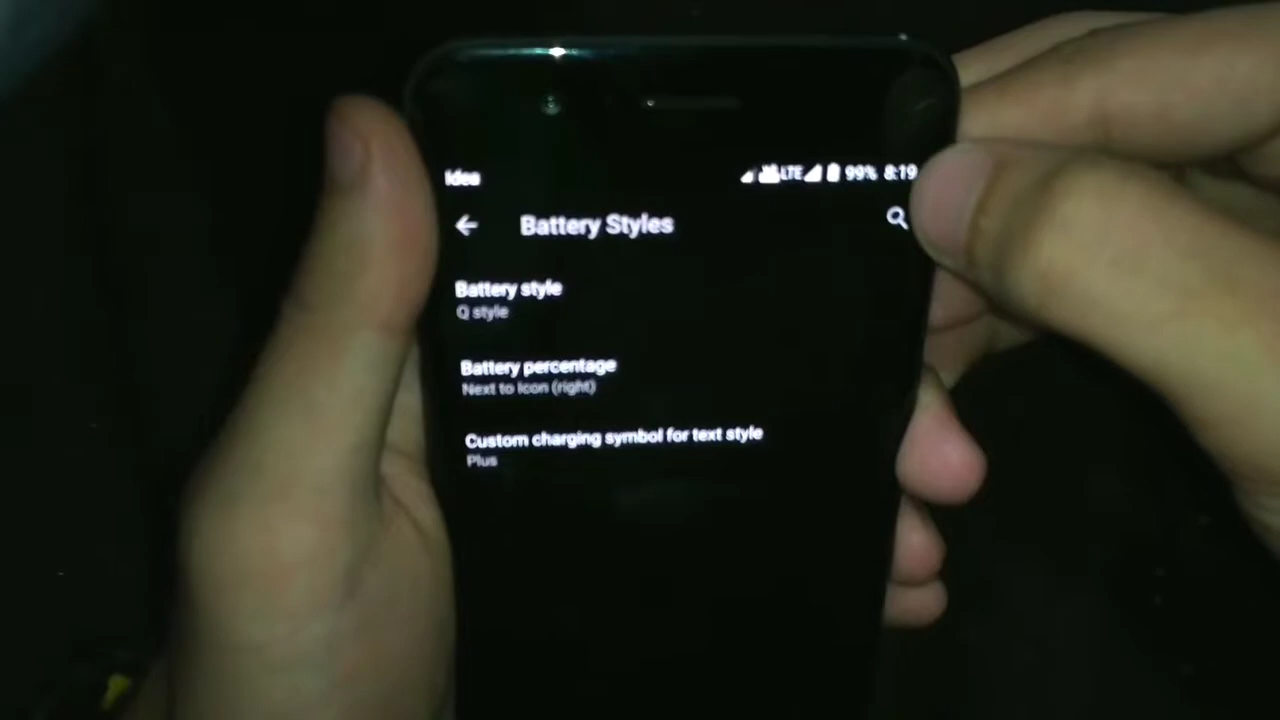 Idea LTE 99% 8:19
Battery Styles
Battery style
Q style
Battery percentage
Next to Icon (right)
Custom charging symbol for text style
Plus